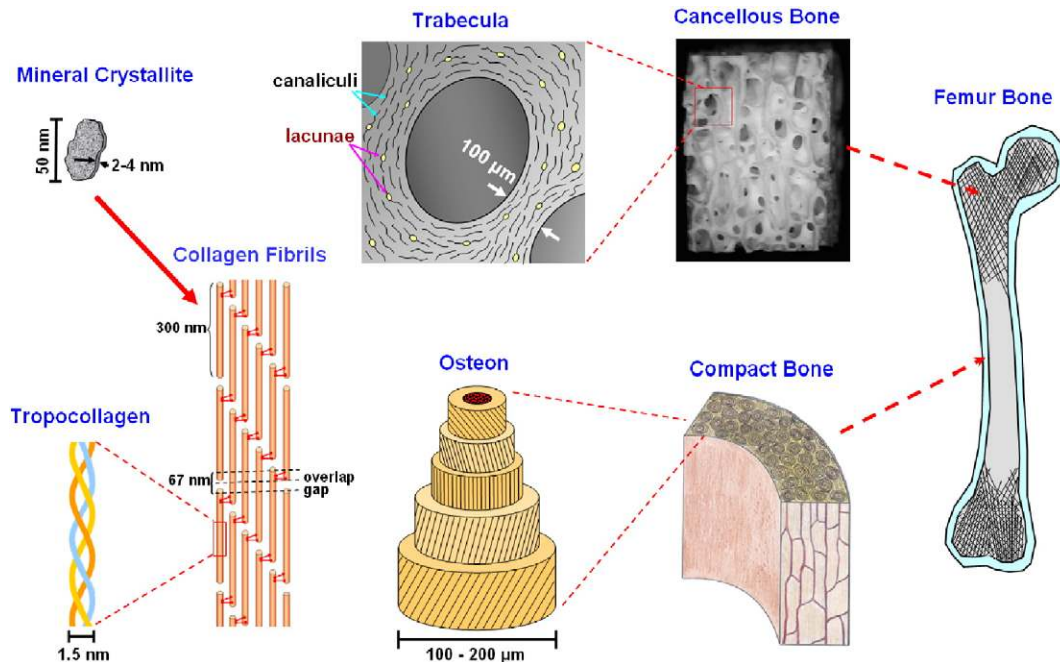 Trabecula
Cancellous Bone
Mineral Crystallite
canaliculi
Femur Bone
lacunae
50 nm
2-4 nm
100 µm
Collagen Fibrils
300 nm
Osteon
Compact Bone
Tropocollagen
67 nm
overlap
gap
1.5 nm
100 - 200 µm